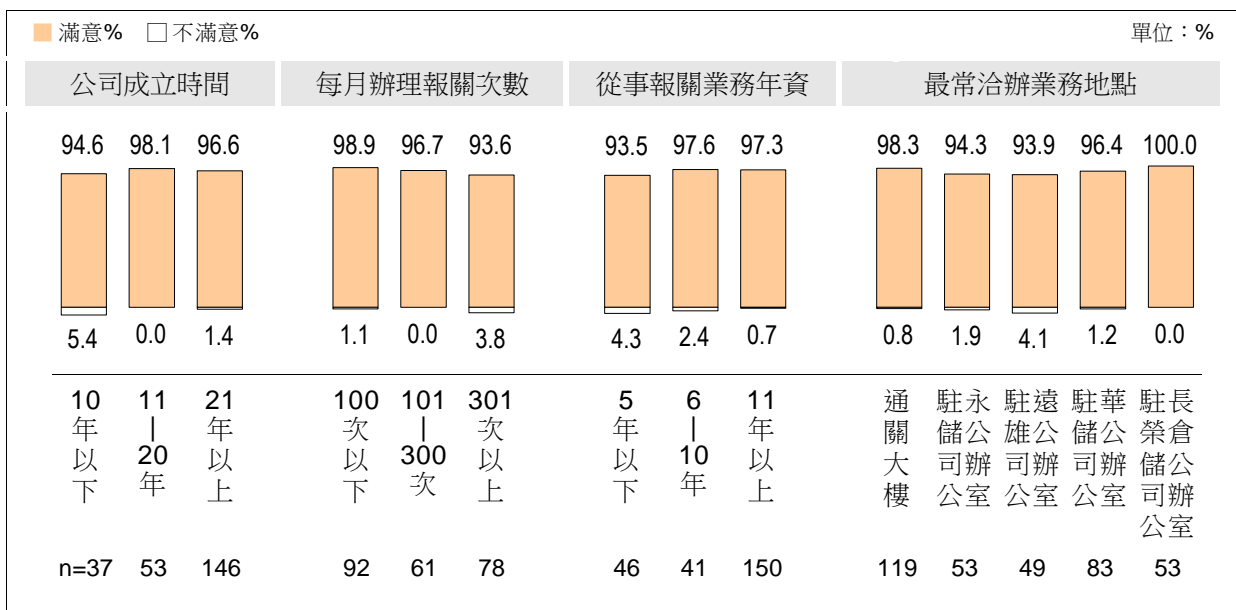 滿意% 不滿意%
單位：%
公司成立時間 每月辦理報關次數 從事報關業務年資 最常洽辦業務地點
94.6 98.1 96.6 98.9 96.7 93.6 93.5 97.6 97.3 98.3 94.3 93.9 96.4 100.0
5.4 0.0 1.4 1.1 0.0 3.8 4.3 2.4 0.7 0.8 1.9 4.1 1.2 0.0
10年以下
11|20年
21年以上
100次以下
101|300次
301次以上
5年以下
6|10年
11年以上
通關大樓
駐永儲公司辦公室
駐遠雄公司辦公室
駐華儲公司辦公室
駐長榮倉儲公司辦公室
n=37 53 146 92 61 78 46 41 150 119 53 49 83 53